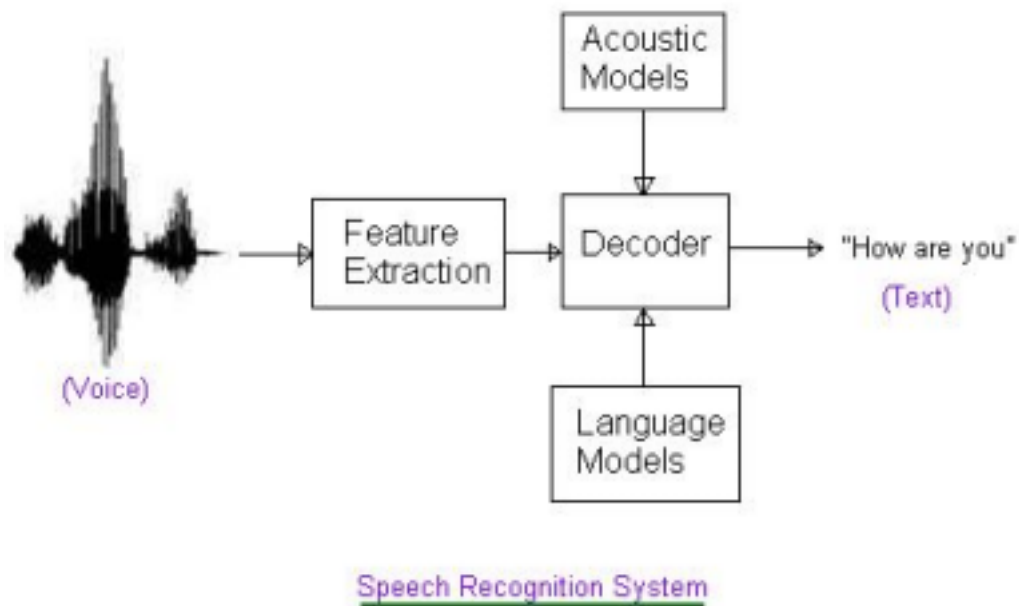 Acoustic
Models
Feature
Extraction
Decoder
"How are you"
(Text)
(Voice)
Language
Models
Speech Recognition System